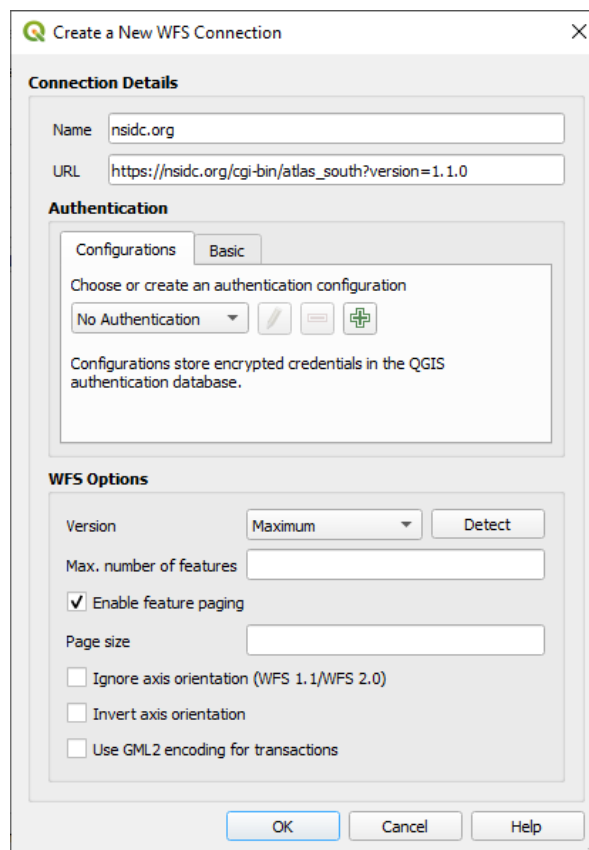 Create a New WFS Connection
Connection Details
Name nsidc.org
URL https://nsidc.org/cgi-bin/atlas_south?version=1.1.0
Authentication
Configurations Basic
Choose or create an authentication configuration
No Authentication
Configurations store encrypted credentials in the QGIS
authentication database.
WFS Options
Version Maximum Detect
Max. number of features
Enable feature paging
Page size
Ignore axis orientation (WFS 1.1/WFS 2.0)
Invert axis orientation
Use GML2 encoding for transactions
OK Cancel Help